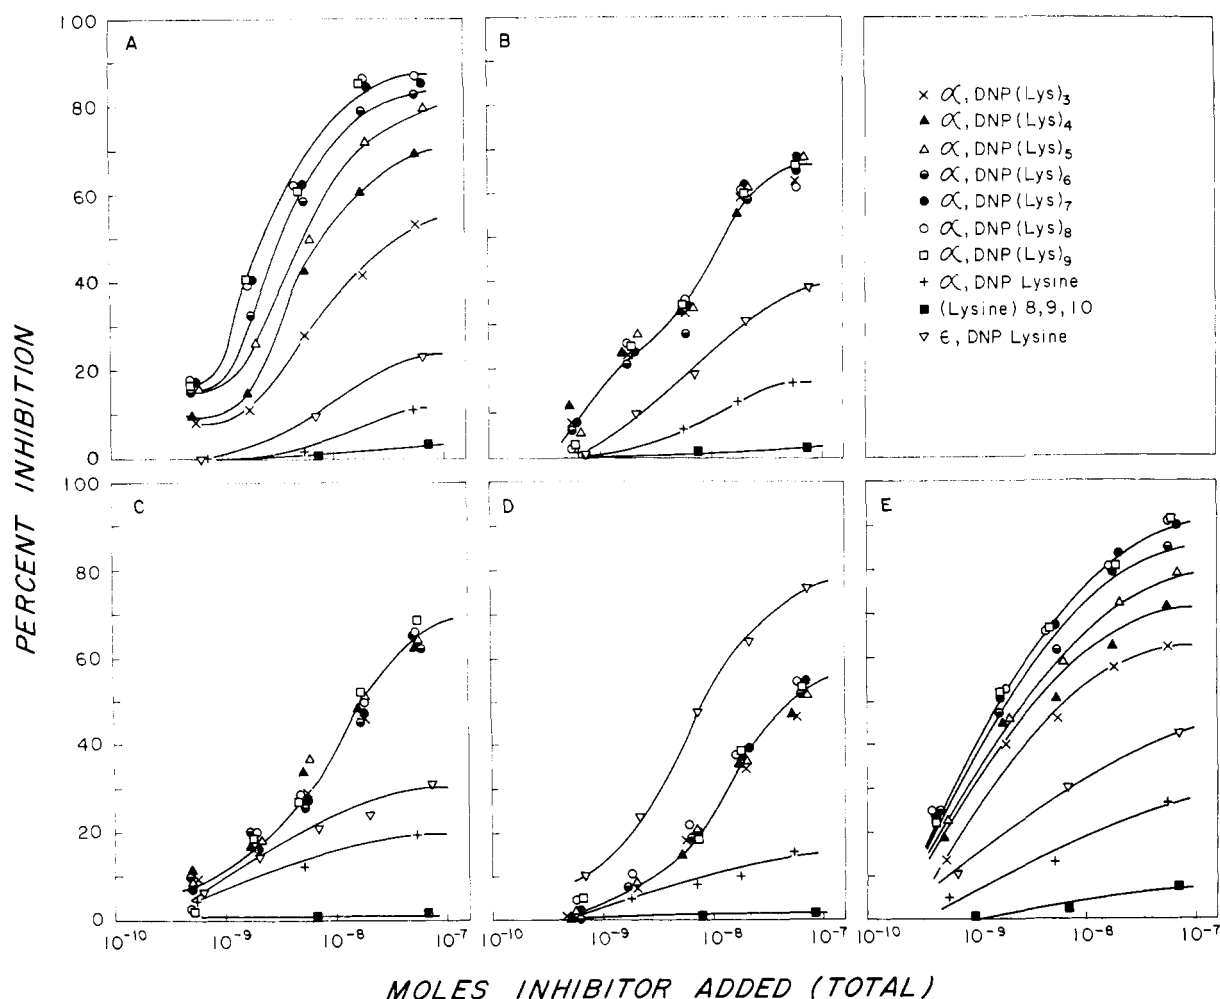 PERCENT INHIBITION
100
80
60
40
20
0
A
B
×  α, DNP(Lys)₃
▲  α, DNP(Lys)₄
△  α, DNP(Lys)₅
◒  α, DNP(Lys)₆
●  α, DNP(Lys)₇
○  α, DNP(Lys)₈
□  α, DNP(Lys)₉
+  α, DNP Lysine
■  (Lysine) 8,9,10
▽  ε, DNP Lysine
100
80
60
40
20
0
C
D
E
10⁻¹⁰ 10⁻⁹ 10⁻⁸ 10⁻⁷
10⁻¹⁰ 10⁻⁹ 10⁻⁸ 10⁻⁷
10⁻¹⁰ 10⁻⁹ 10⁻⁸ 10⁻⁷
MOLES INHIBITOR ADDED (TOTAL)